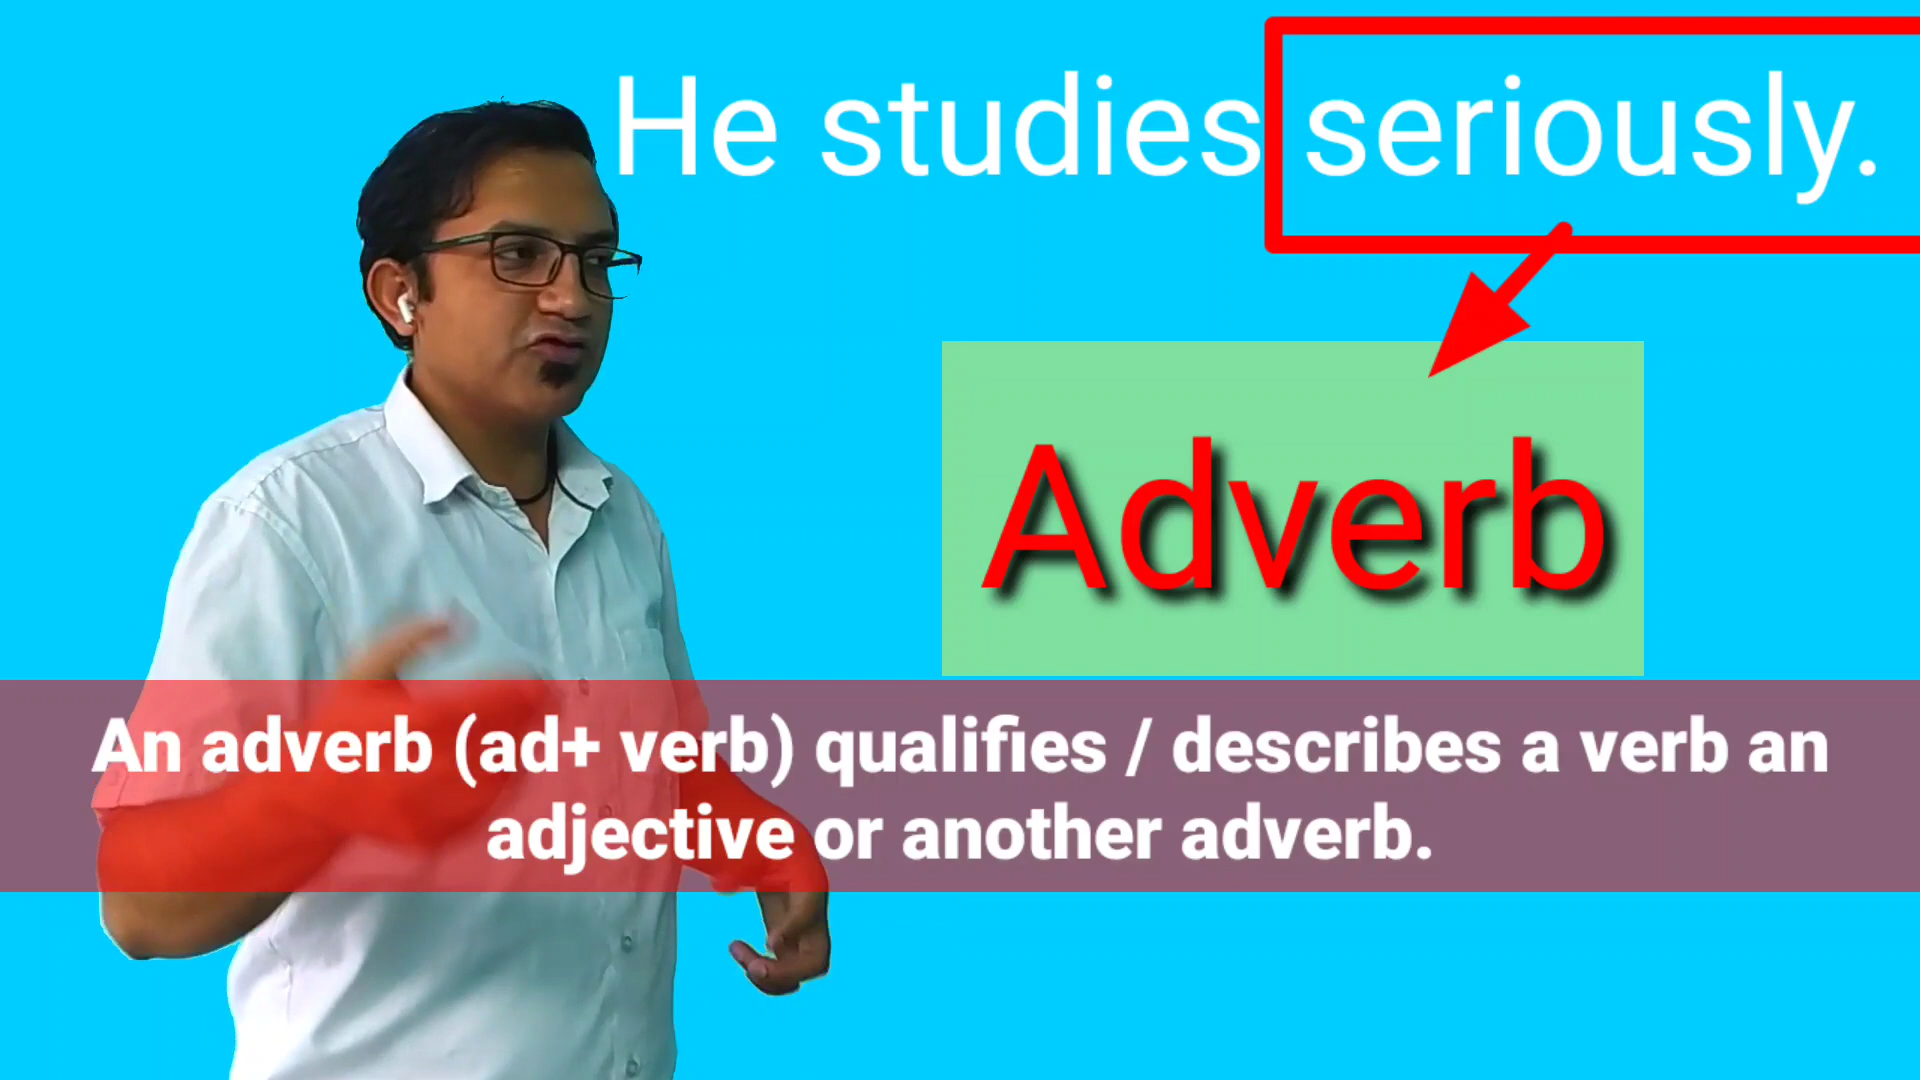 He studies seriously.
Adverb
An adverb (ad+ verb) qualifies / describes a verb an
adjective or another adverb.